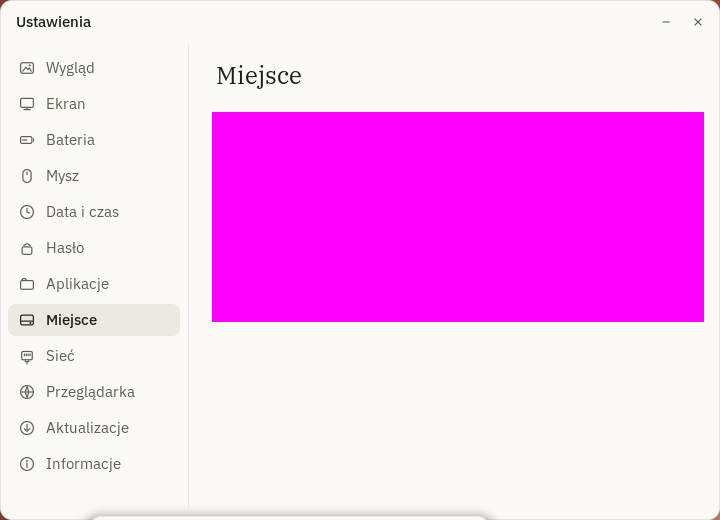 Ustawienia
Wygląd
Ekran
Bateria
Mysz
Data i czas
Hasło
Aplikacje
Miejsce
Sieć
Przeglądarka
Aktualizacje
Informacje
Miejsce